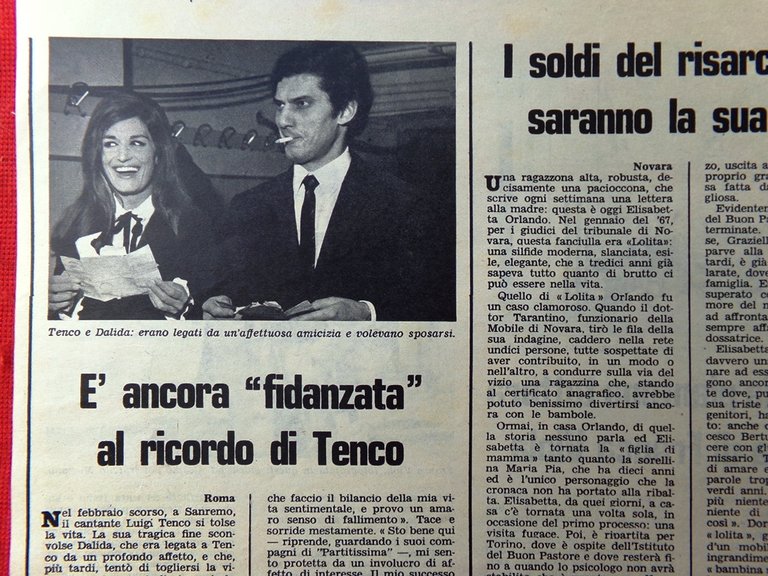 Tenco e Dalida: erano legati da un'affettuosa amicizia e volevano sposarsi.
E' ancora "fidanzata"
al ricordo di Tenco
Roma
Nel febbraio scorso, a Sanremo,
il cantante Luigi Tenco si tolse
la vita. La sua tragica fine scon-
volse Dalida, che era legata a Ten-
co da un profondo affetto, e che,
più tardi, tentò di togliersi la vi-
che faccio il bilancio della mia vi-
ta sentimentale, e provo un ama-
ro senso di fallimento ». Tace e
sorride mestamente. « Sto bene qui
— riprende, guardando i suoi com-
pagni di "Partitissima" —, mi sen-
to protetta da un involucro di af-
fetto, di interesse. Il mio successo
I soldi del risarc
saranno la sua
Novara
Una ragazzona alta, robusta, de-
cisamente una pacioccona, che
scrive ogni settimana una lettera
alla madre: questa è oggi Elisabet-
ta Orlando. Nel gennaio del '67,
per i giudici del tribunale di No-
vara, questa fanciulla era «Lolita»:
una silfide moderna, slanciata, esi-
le, elegante, che a tredici anni già
sapeva tutto quanto di brutto ci
può essere nella vita.
Quello di « Lolita » Orlando fu
un caso clamoroso. Quando il dot-
tor Tarantino, funzionario della
Mobile di Novara, tirò le fila della
sua indagine, caddero nella rete
undici persone, tutte sospettate di
aver contribuito, in un modo o
nell'altro, a condurre sulla via del
vizio una ragazzina che, stando
al certificato anagrafico, avrebbe
potuto benissimo divertirsi anco-
ra con le bambole.
Ormai, in casa Orlando, di quel-
la storia nessuno parla ed Eli-
sabetta è tornata la « figlia di
mamma » tanto quanto la sorelli-
na Maria Pia, che ha dieci anni
ed è l'unico personaggio che la
cronaca non ha portato alla ribal-
ta. Elisabetta, da quei giorni, a ca-
sa c'è tornata una volta sola, in
occasione del primo processo: una
visita fugace. Poi, è ripartita per
Torino, dove è ospite dell'Istituto
del Buon Pastore e dove resterà fi-
no a quando lo psicologo non avrà
zo, uscita a
proprio gra
sa fatta da
gliosa.
Evidente
del Buon P
terminate.
se, Graziell
parve alla
tardi, è già
larate, dove
famiglia. E
superato co
more del n
ad affronta
sempre affa
dossatrice.
Elisabetta
davvero un
nare ad ess
gono ancor
te dove, pu
sua triste
genitori, ha
to: anche d
cesco Bertu
cere con gl
missario T
di amare e
parole trop
verdi anni.
più niente
di niente
così ». Dor
« lolita », g
d'un mobil
ingrandime
« bambina s